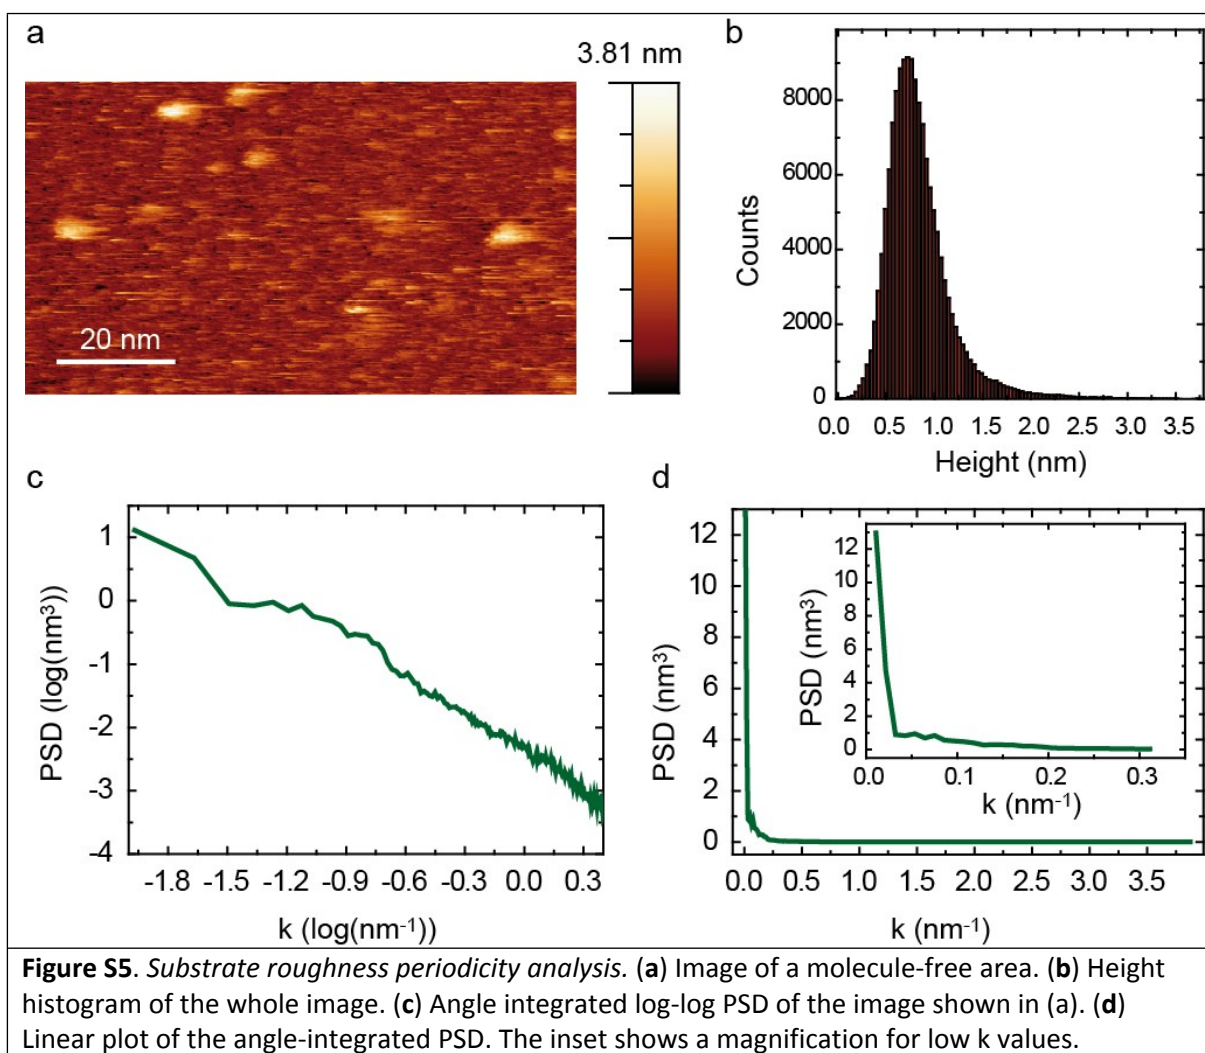 a
3.81 nm
20 nm
b
Counts
8000
6000
4000
2000
0
0.0 0.5 1.0 1.5 2.0 2.5 3.0 3.5
Height (nm)
c
PSD (log(nm³))
1
0
-1
-2
-3
-4
-1.8 -1.5 -1.2 -0.9 -0.6 -0.3 0.0 0.3
k (log(nm⁻¹))
d
PSD (nm³)
12
10
8
6
4
2
0
0.0 0.5 1.0 1.5 2.0 2.5 3.0 3.5
k (nm⁻¹)
PSD (nm³)
12
10
8
6
4
2
0
0.0 0.1 0.2 0.3
k (nm⁻¹)
Figure S5. Substrate roughness periodicity analysis. (a) Image of a molecule-free area. (b) Height
histogram of the whole image. (c) Angle integrated log-log PSD of the image shown in (a). (d)
Linear plot of the angle-integrated PSD. The inset shows a magnification for low k values.